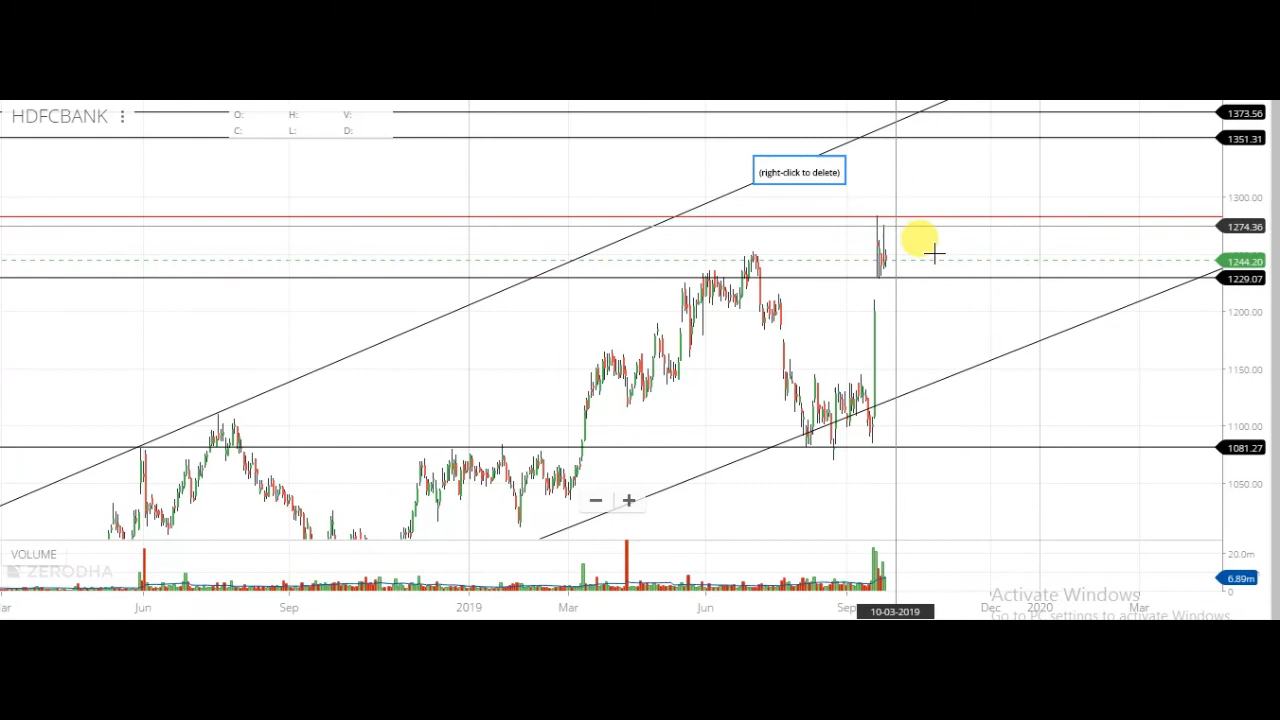 HDFCBANK
O: H: V:
C: L: D:
(right-click to delete)
1373.56
1351.31
1300.00
1274.36
1244.20
1229.07
1200.00
1150.00
1100.00
1081.27
1050.00
VOLUME
ZERODHA
20.0m
6.89m
0
Jun Sep 2019 Mar Jun Sep Dec 2020 Mar
10-03-2019
Activate Windows
Go to PC settings to activate Windows.